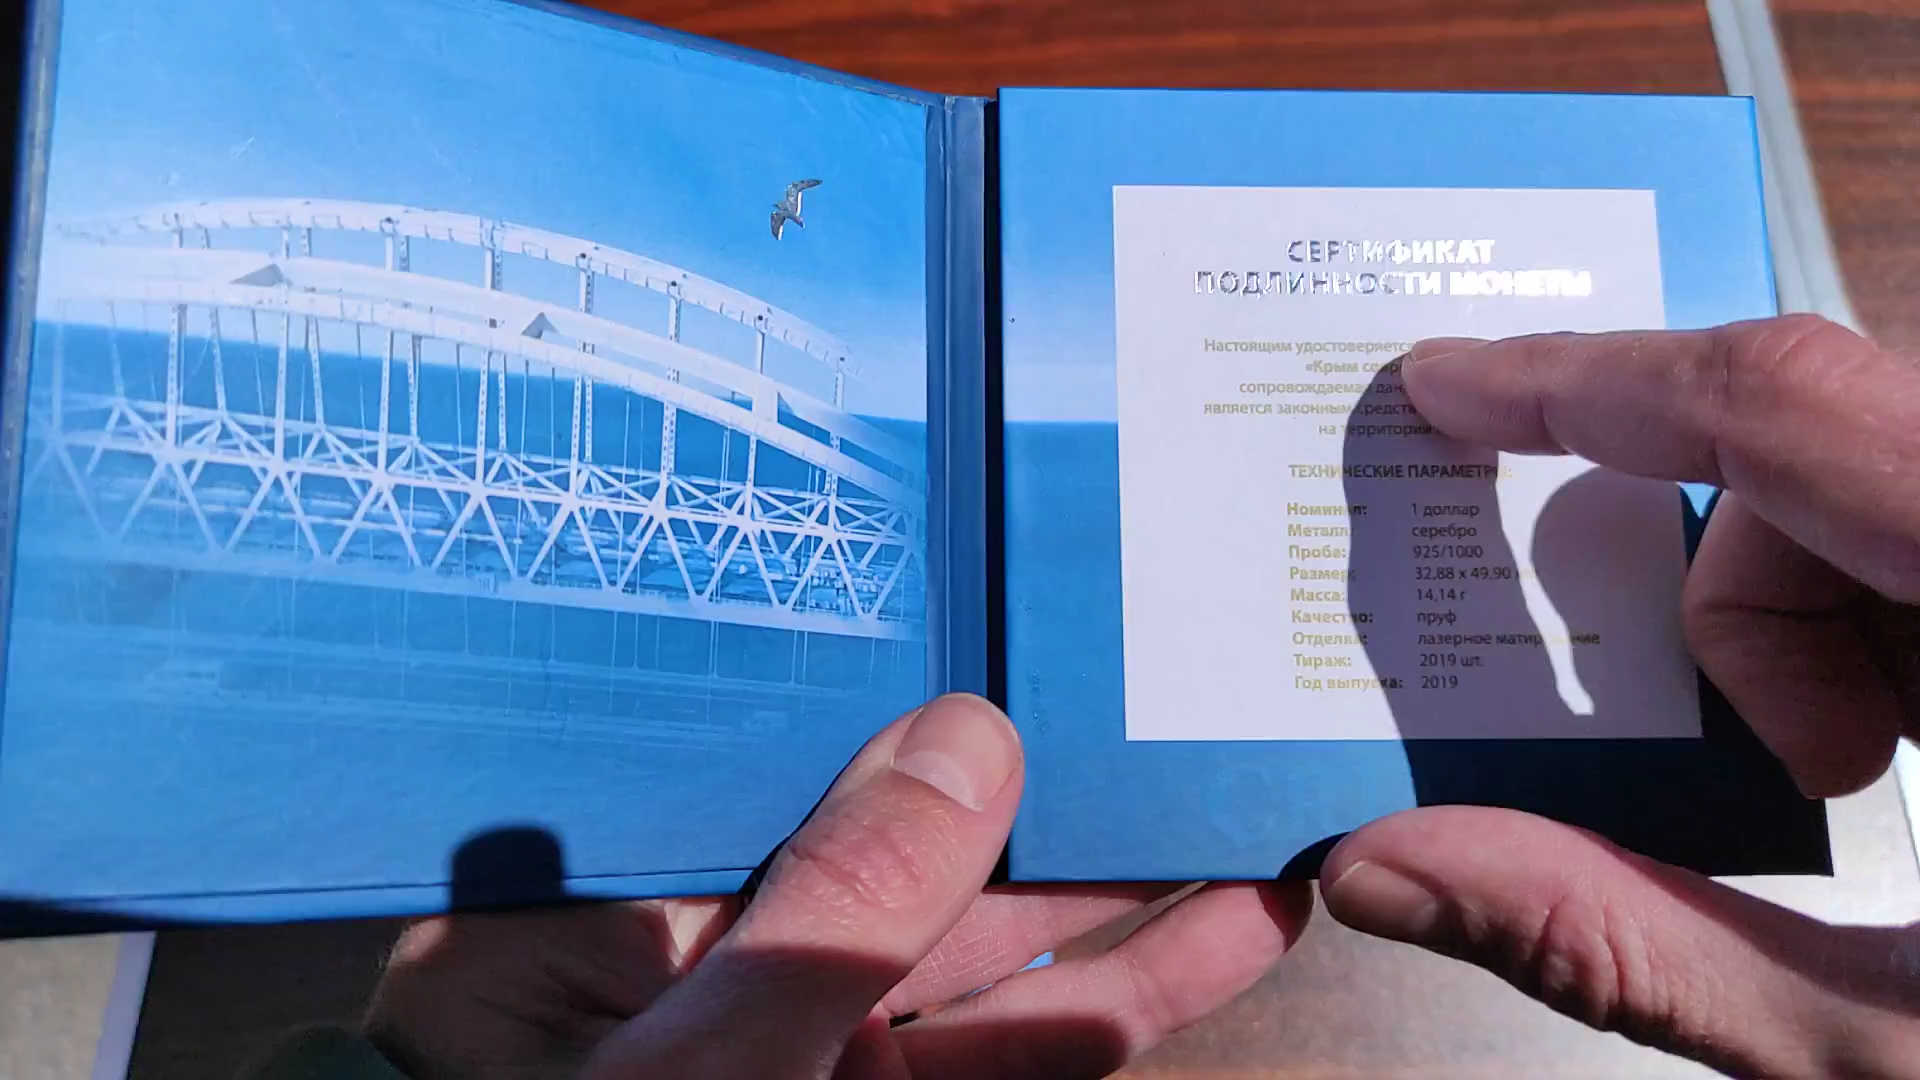 СЕРТИФИКАТ
ПОДЛИННОСТИ МОНЕТЫ
Настоящим удостоверяется
«Крым
сопровождаемая
является законным
на территории
ТЕХНИЧЕСКИЕ ПАРАМЕТРЫ:
Номинал: 1 доллар
Металл: серебро
Проба: 925/1000
Размер: 32,88 x 49.90
Масса: 14,14 г
Качество: пруф
Отделка: лазерное матирование
Тираж: 2019 шт.
Год выпуска: 2019